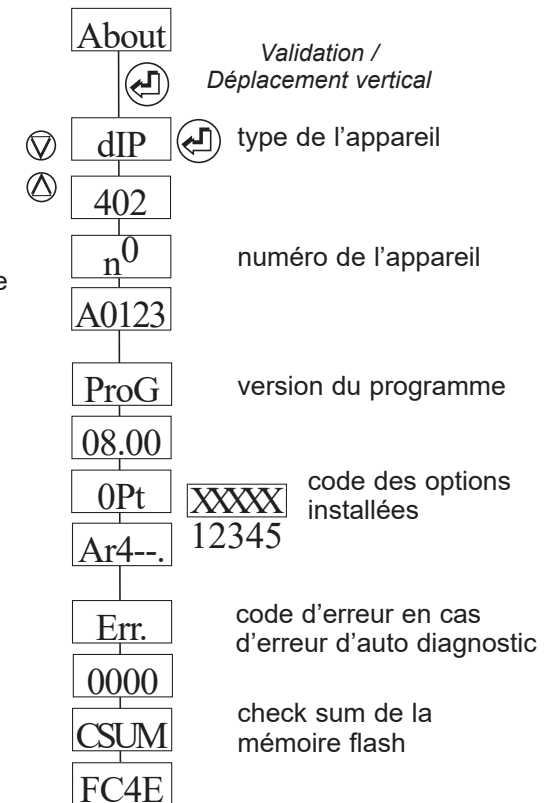 About
Validation /
Déplacement vertical
dIP
type de l'appareil
402
n⁰
numéro de l'appareil
e
A0123
ProG
version du programme
08.00
0Pt
XXXXX
12345
code des options
installées
Ar4--.
Err.
code d'erreur en cas
d'erreur d'auto diagnostic
0000
CSUM
check sum de la
mémoire flash
FC4E